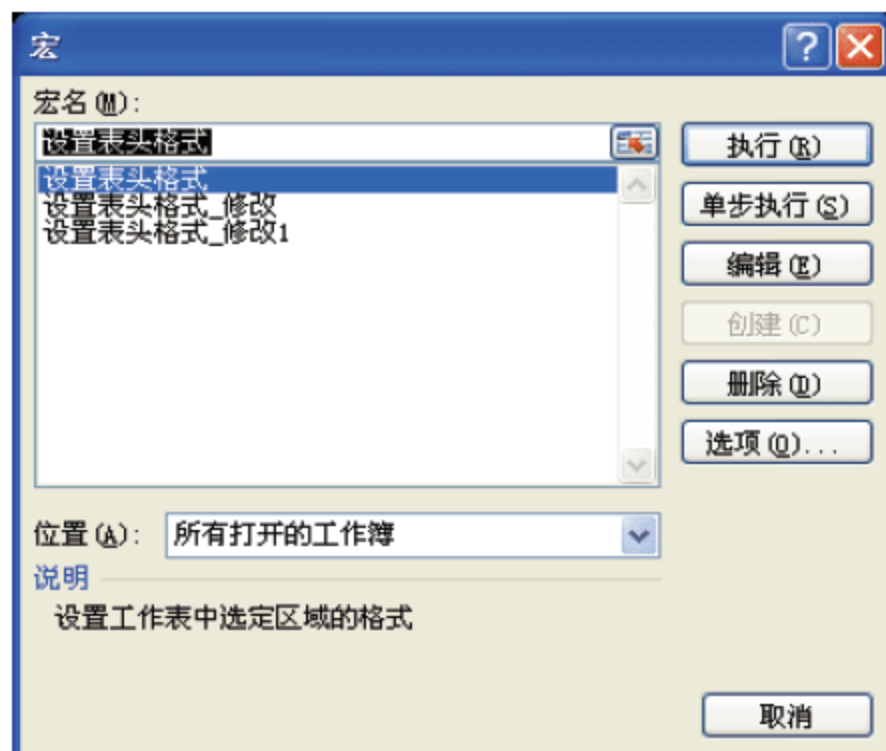 宏
宏名(M):
设置表头格式
设置表头格式
设置表头格式_修改
设置表头格式_修改1
执行(R)
单步执行(S)
编辑(E)
创建(C)
删除(D)
选项(O)...
位置(A): 所有打开的工作簿
说明
设置工作表中选定区域的格式
取消